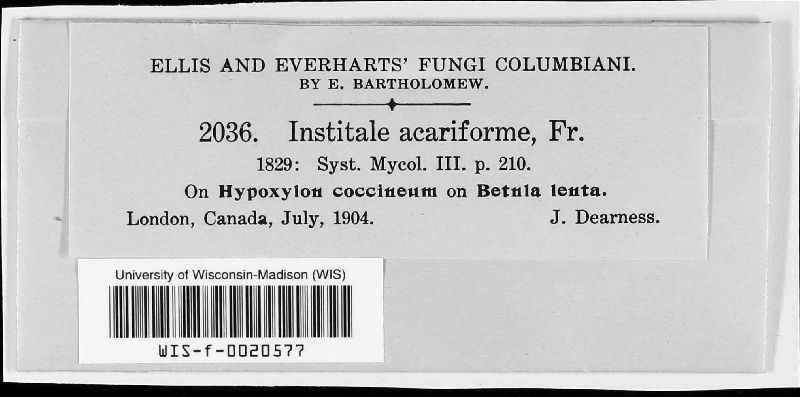 ELLIS AND EVERHARTS' FUNGI COLUMBIANI.
BY E. BARTHOLOMEW.
2036. Institale acariforme, Fr.
1829: Syst. Mycol. III. p. 210.
On Hypoxylon coccineum on Betula lenta.
London, Canada, July, 1904. J. Dearness.
University of Wisconsin-Madison (WIS)
WIS-f-0020577